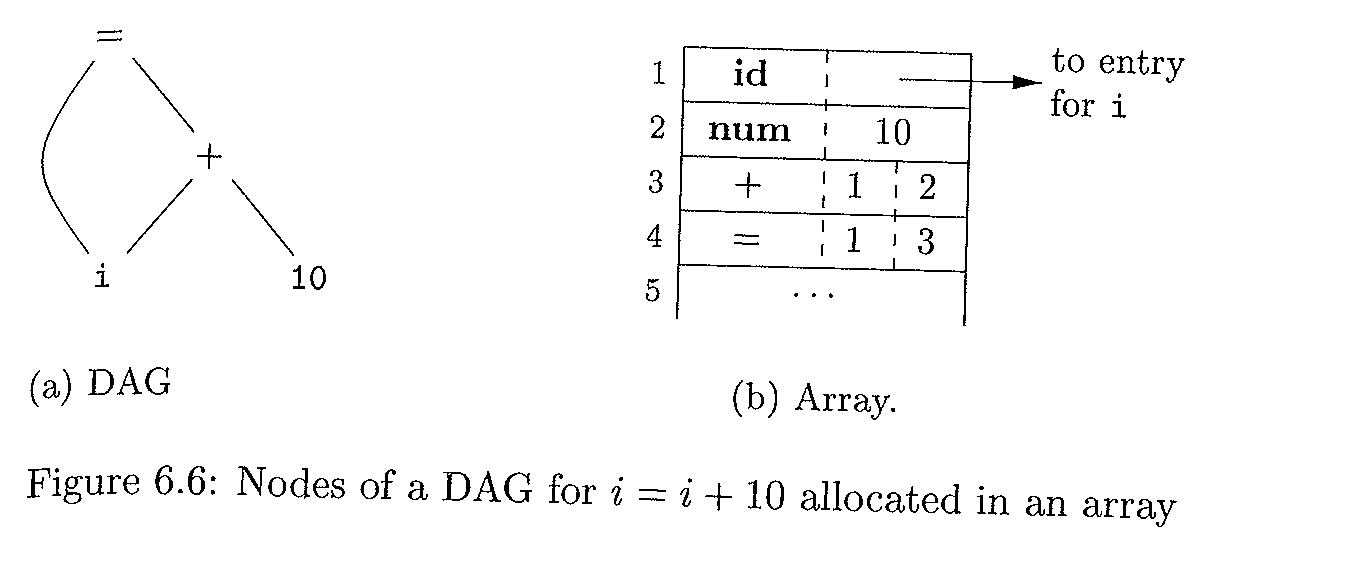 =
+
i 10
(a) DAG
1 id to entry
for i
2 num 10
3 + 1 2
4 = 1 3
5 ...
(b) Array.
Figure 6.6: Nodes of a DAG for i = i + 10 allocated in an array